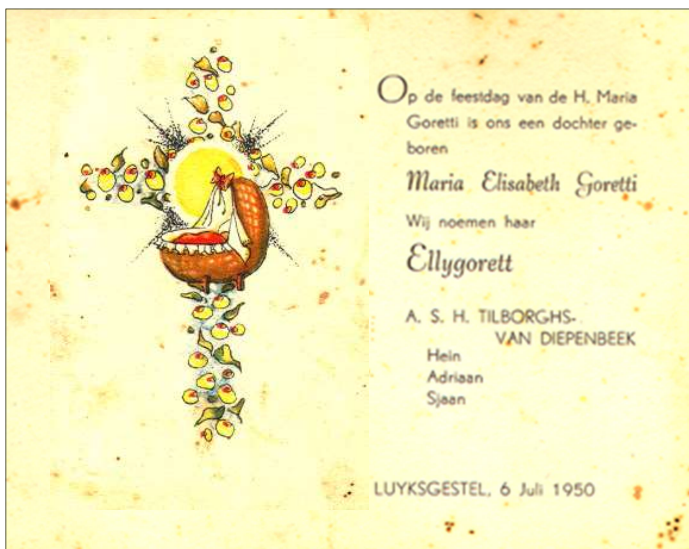 Op de feestdag van de H. Maria
Goretti is ons een dochter ge-
boren
Maria Elisabeth Goretti
Wij noemen haar
Ellygorett
A. S. H. TILBORGHS-
VAN DIEPENBEEK
Hein
Adriaan
Sjaan
LUYKSGESTEL, 6 Juli 1950